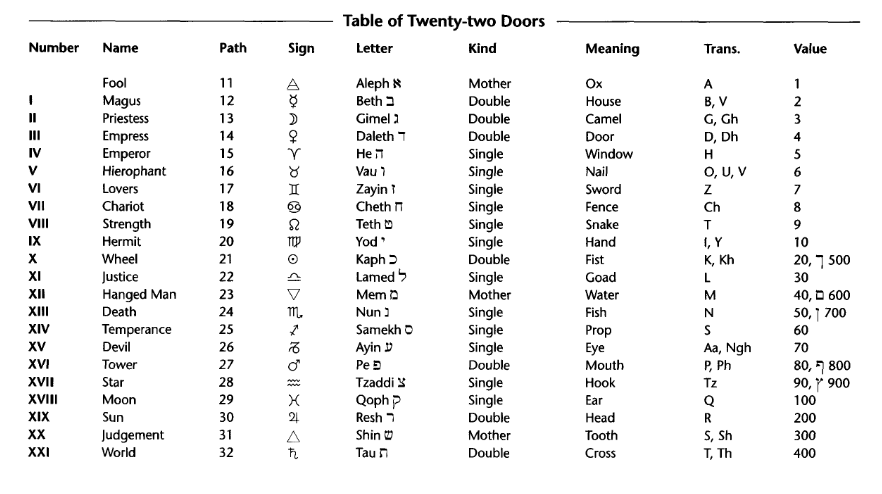 Table of Twenty-two Doors
Number Name Path Sign Letter Kind Meaning Trans. Value
Fool 11 🜁 Aleph א Mother Ox A 1
I Magus 12 ☿ Beth ב Double House B, V 2
II Priestess 13 ☽ Gimel ג Double Camel G, Gh 3
III Empress 14 ♀ Daleth ד Double Door D, Dh 4
IV Emperor 15 ♈ He ה Single Window H 5
V Hierophant 16 ♉ Vau ו Single Nail O, U, V 6
VI Lovers 17 ♊ Zayin ז Single Sword Z 7
VII Chariot 18 ♋ Cheth ח Single Fence Ch 8
VIII Strength 19 ♌ Teth ט Single Snake T 9
IX Hermit 20 ♍ Yod י Single Hand I, Y 10
X Wheel 21 ☉ Kaph כ Double Fist K, Kh 20, ך 500
XI Justice 22 ♎ Lamed ל Single Goad L 30
XII Hanged Man 23 ▽ Mem מ Mother Water M 40, ם 600
XIII Death 24 ♏ Nun נ Single Fish N 50, ן 700
XIV Temperance 25 ♐ Samekh ס Single Prop S 60
XV Devil 26 ♑ Ayin ע Single Eye Aa, Ngh 70
XVI Tower 27 ♂ Pe פ Double Mouth P, Ph 80, ף 800
XVII Star 28 ♒ Tzaddi צ Single Hook Tz 90, ץ 900
XVIII Moon 29 ♓ Qoph ק Single Ear Q 100
XIX Sun 30 ♃ Resh ר Double Head R 200
XX Judgement 31 △ Shin ש Mother Tooth S, Sh 300
XXI World 32 ♄ Tau ת Double Cross T, Th 400